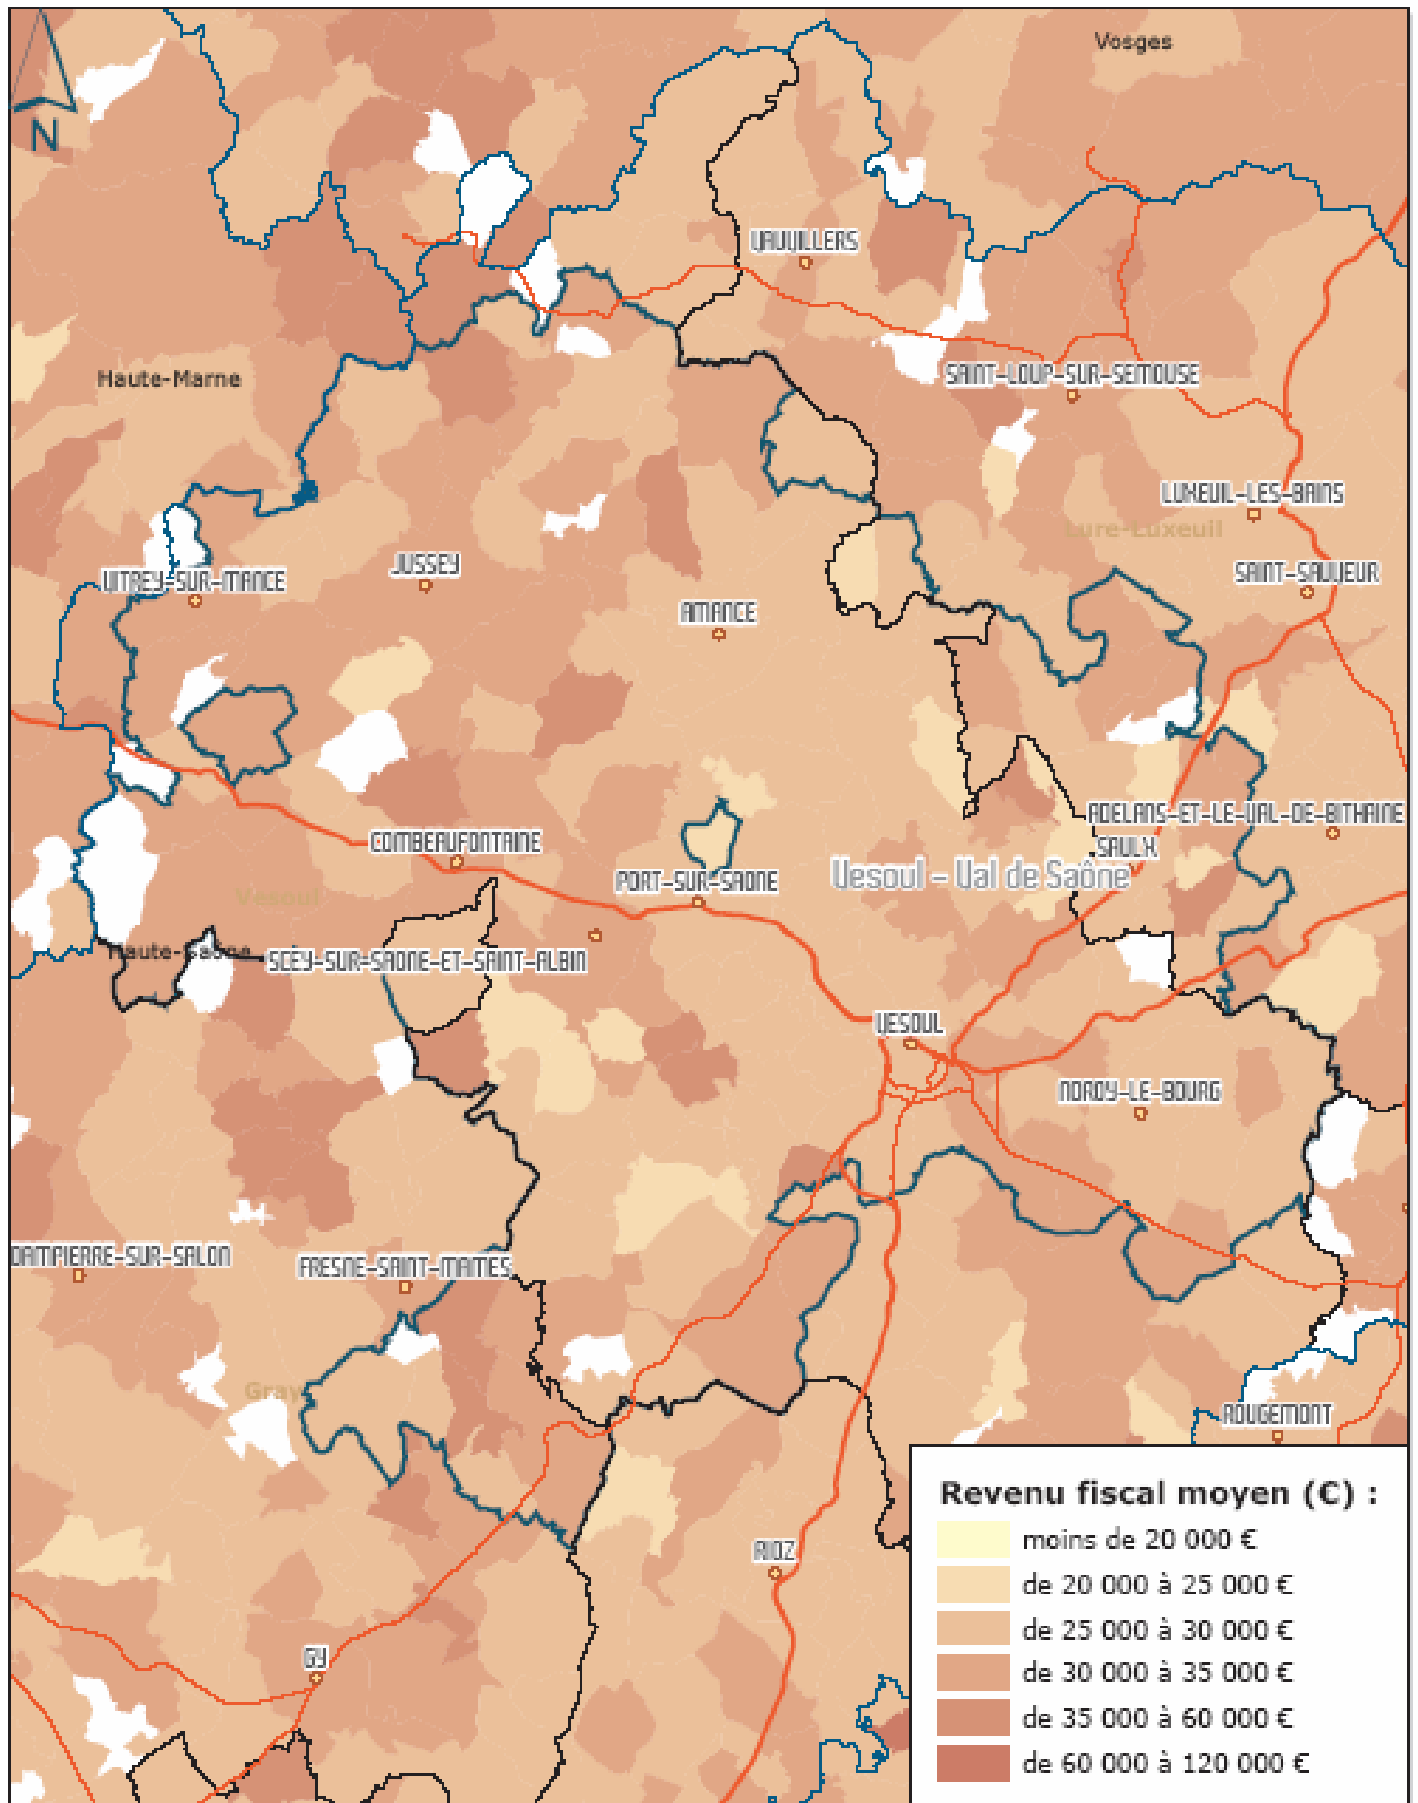 Vosges
N
VAUVILLERS
Haute-Marne
SAINT-LOUP-SUR-SEMOUSE
LUXEUIL-LES-BAINS
Lure-Luxeuil
JUSSEY
SAINT-SAUVEUR
VITREY-SUR-MANCE
AMANCE
ADELANS-ET-LE-VAL-DE-BITHAINE
COMBEAUFONTAINE
SAULX
Vesoul – Val de Saône
PORT-SUR-SAONE
Vesoul
Haute-Saône
SCEY-SUR-SAONE-ET-SAINT-ALBIN
VESOUL
NOROY-LE-BOURG
DAMPIERRE-SUR-SALON
FRESNE-SAINT-MAMES
Gray
ROUGEMONT
RIOZ
GY
Revenu fiscal moyen (€) :
moins de 20 000 €
de 20 000 à 25 000 €
de 25 000 à 30 000 €
de 30 000 à 35 000 €
de 35 000 à 60 000 €
de 60 000 à 120 000 €